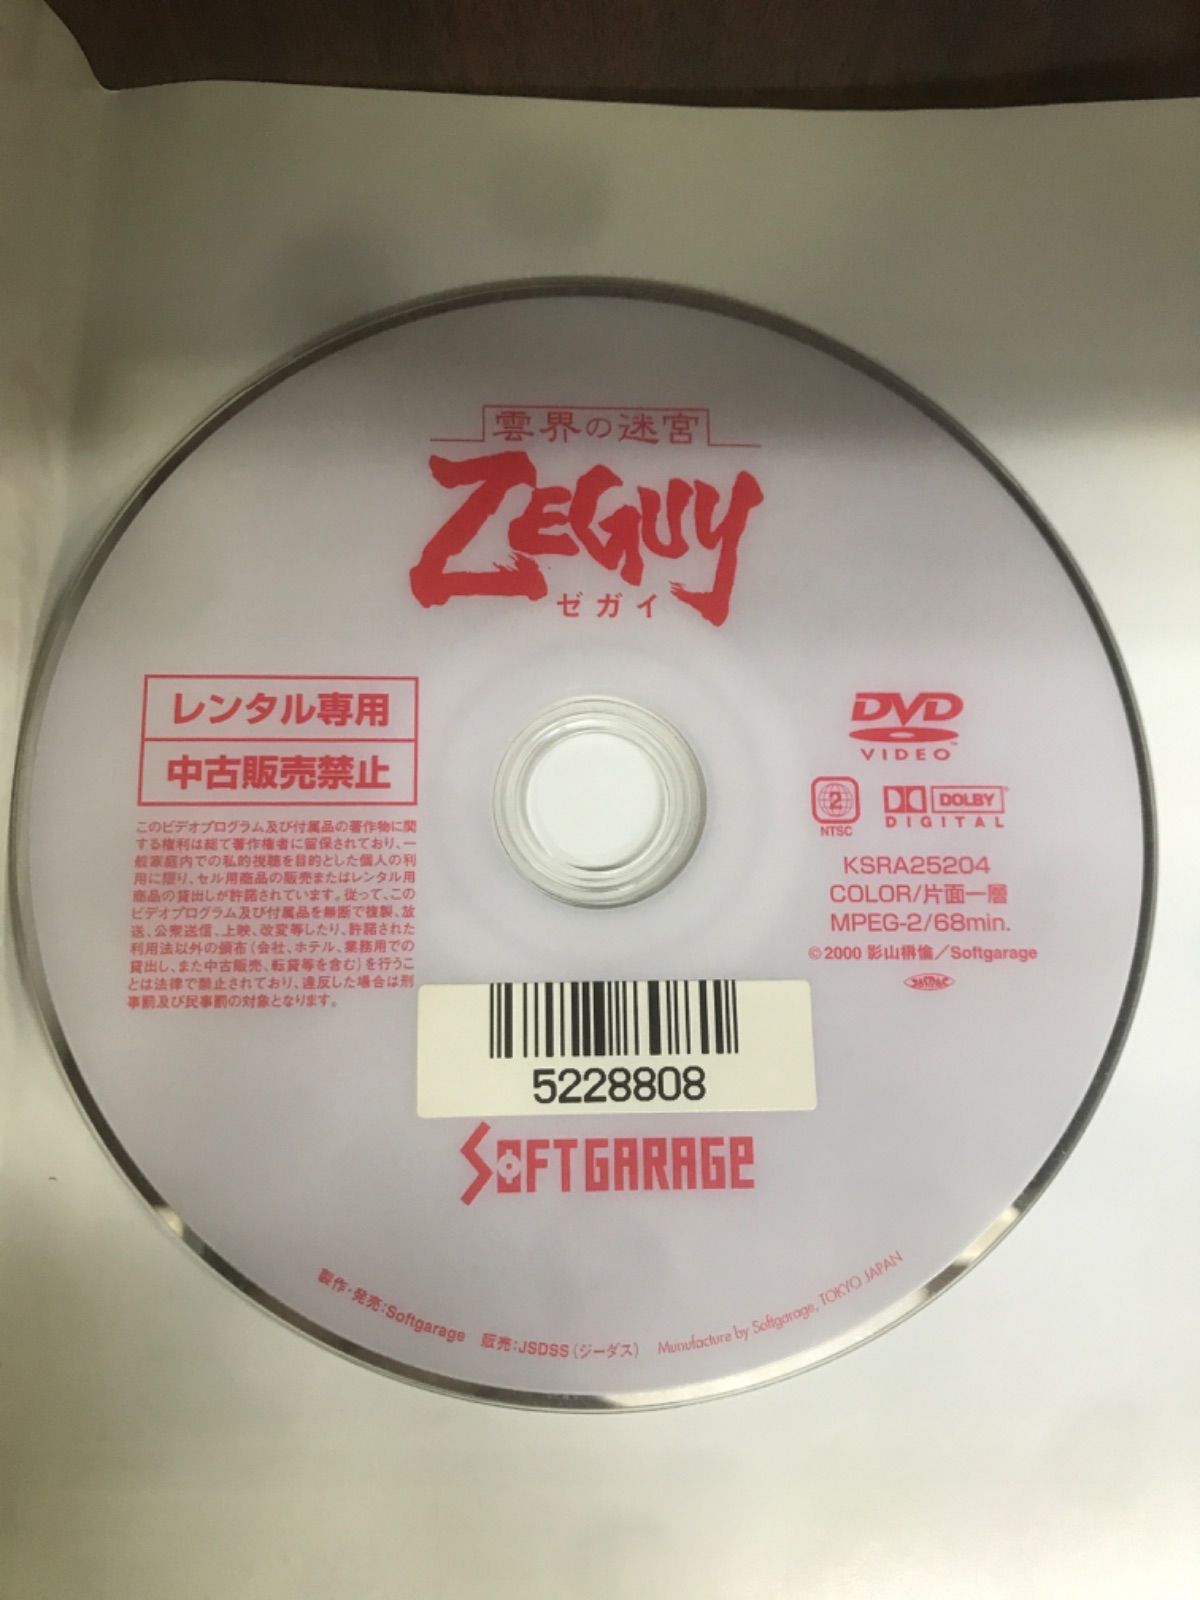 雲界の迷宮
ZEGUY
ゼガイ
レンタル専用
中古販売禁止
このビデオプログラム及び付属品の著作物に関
する権利は総て著作権者に留保されており、一
般家庭内での私的視聴を目的とした個人の利
用に限り、セル用商品の販売またはレンタル用
商品の貸出しが許諾されています。従って、この
ビデオプログラム及び付属品を無断で複製、放
送、公衆送信、上映、改変等したり、許諾された
利用法以外の頒布(会社、ホテル、業務用での
貸出し、また中古販売、転貸等を含む)を行うこ
とは法律で禁止されており、違反した場合は刑
事罰及び民事罰の対象となります。
DVD
VIDEO™
2
NTSC
DOLBY
DIGITAL
KSRA25204
COLOR/片面一層
MPEG-2/68min.
©2000 影山楙倫/Softgarage
JASRAC
5228808
SOFTGARAGE
製作・発売:Softgarage 販売:JSDSS(ジーダス) Manufacture by Softgarage, TOKYO JAPAN